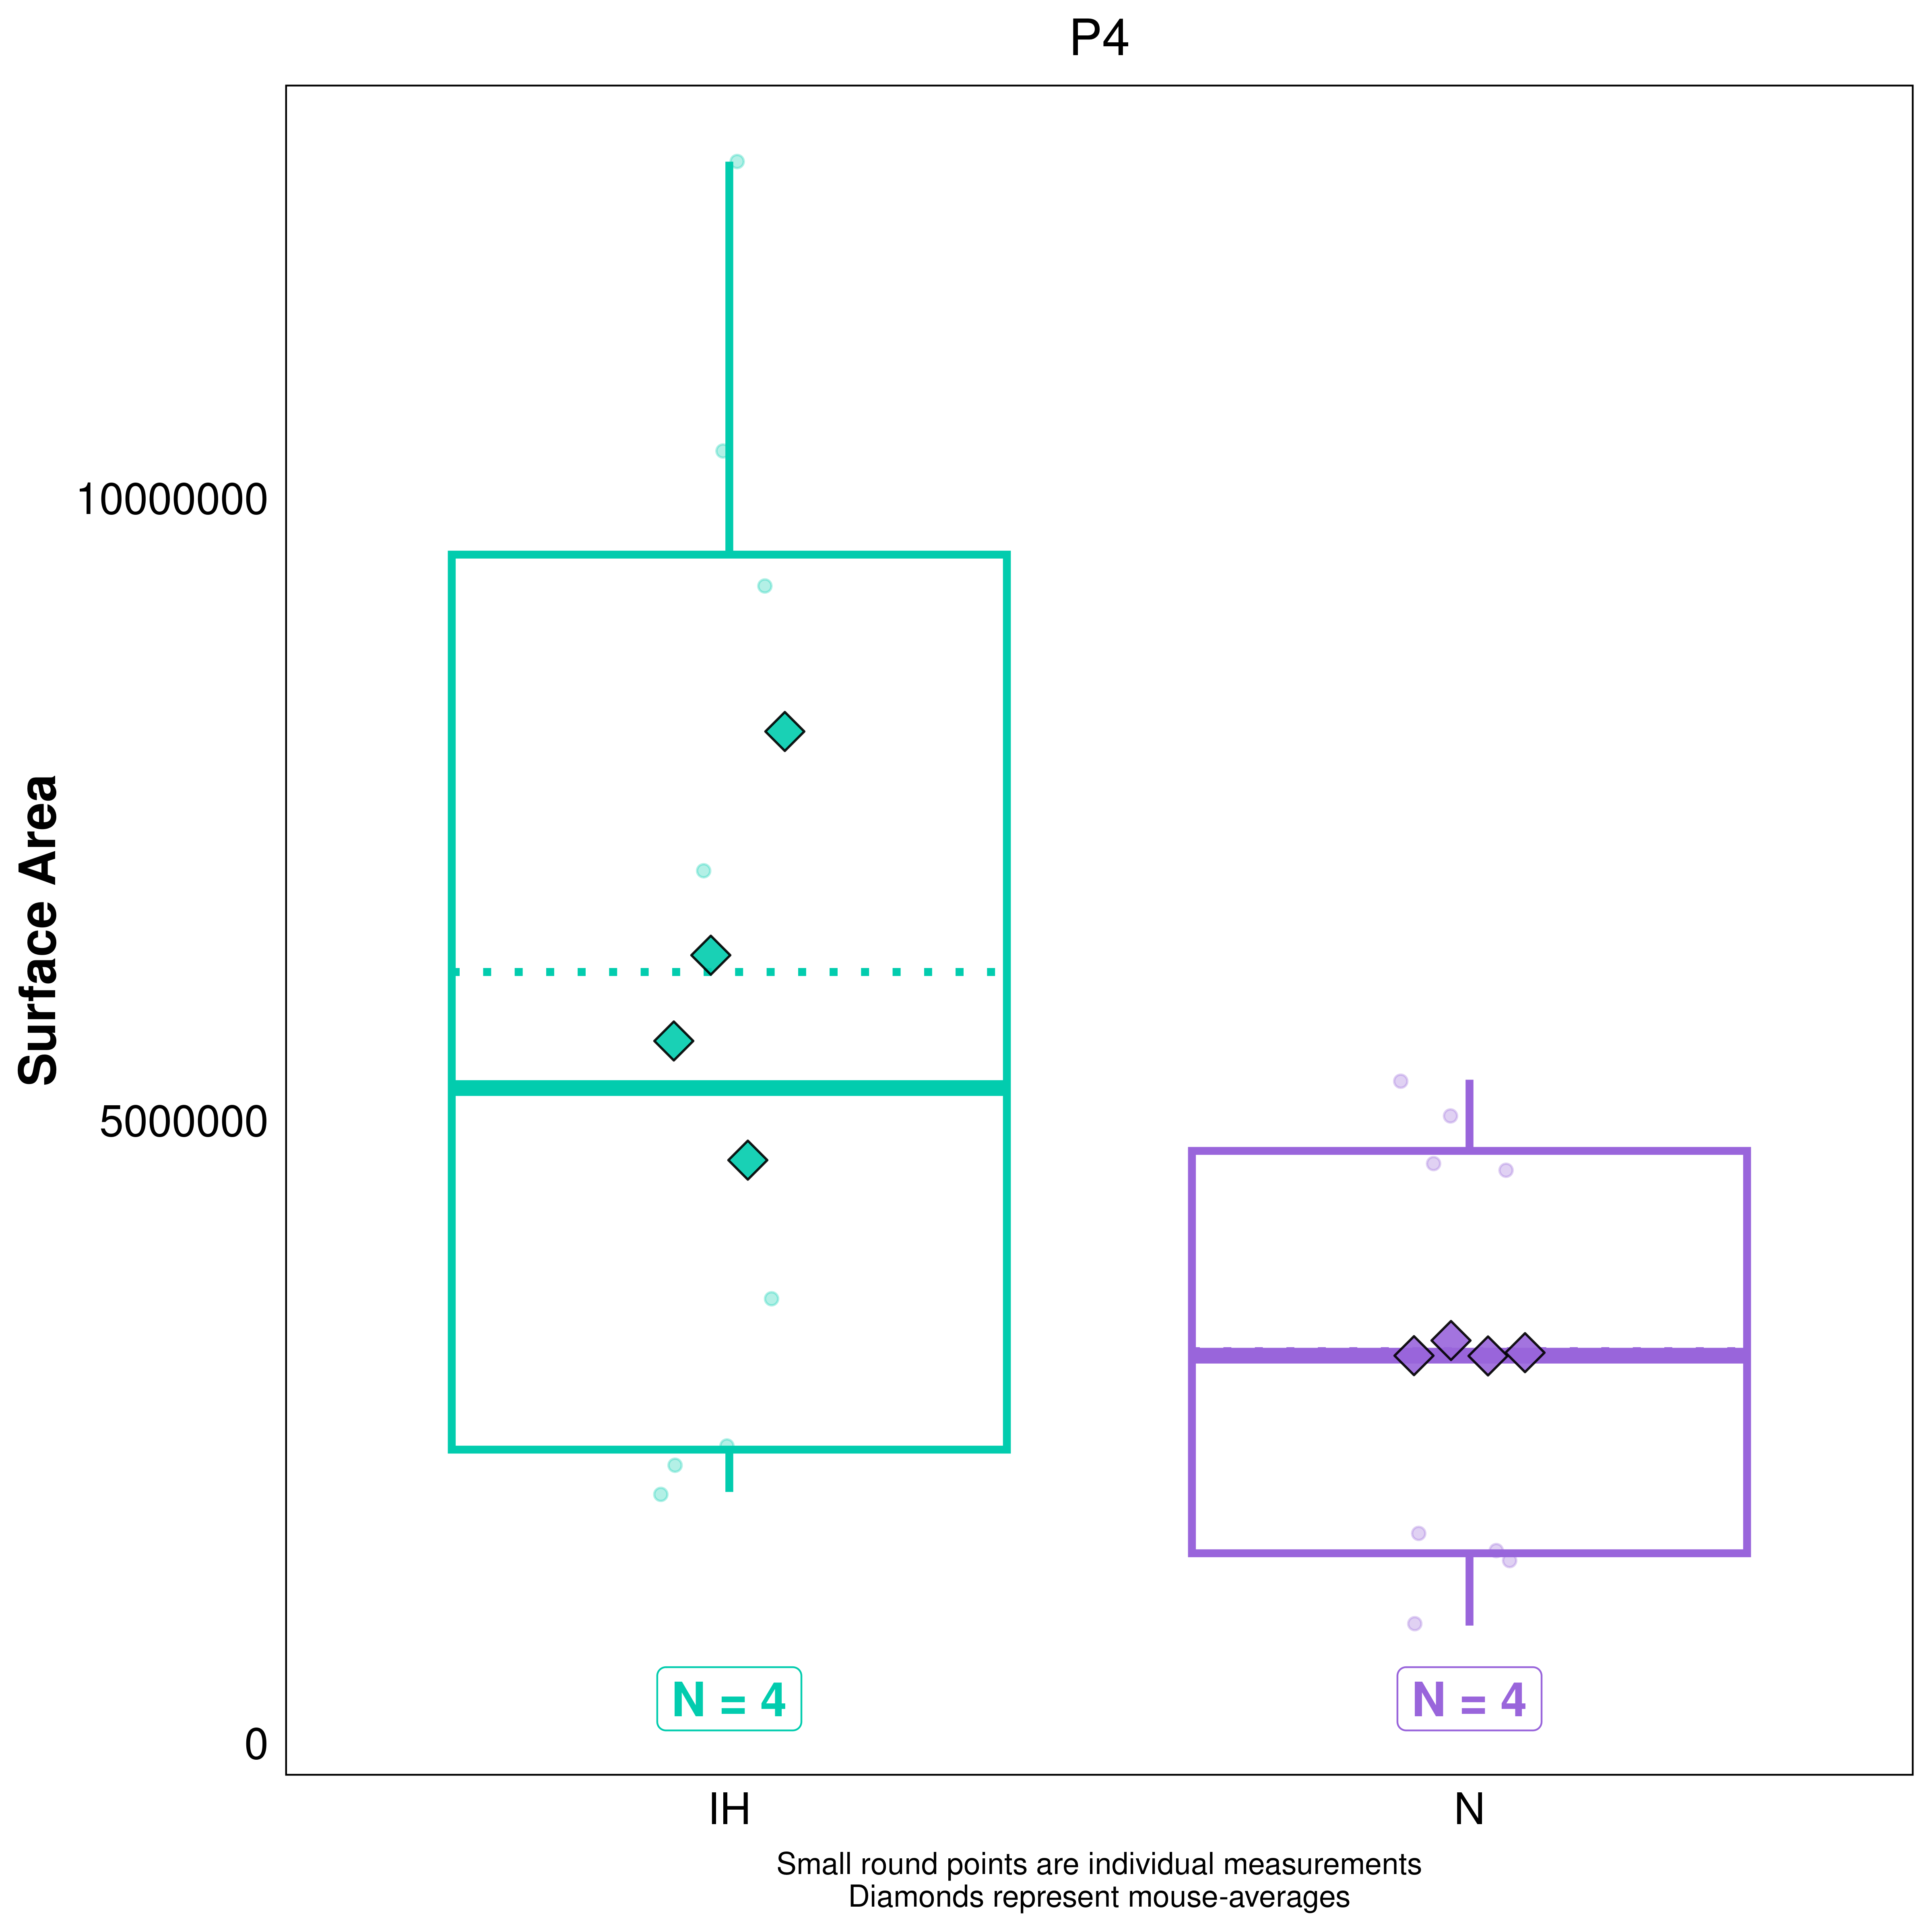 P4
Surface Area
10000000
5000000
0
N = 4
N = 4
IH
N
Small round points are individual measurements
Diamonds represent mouse-averages